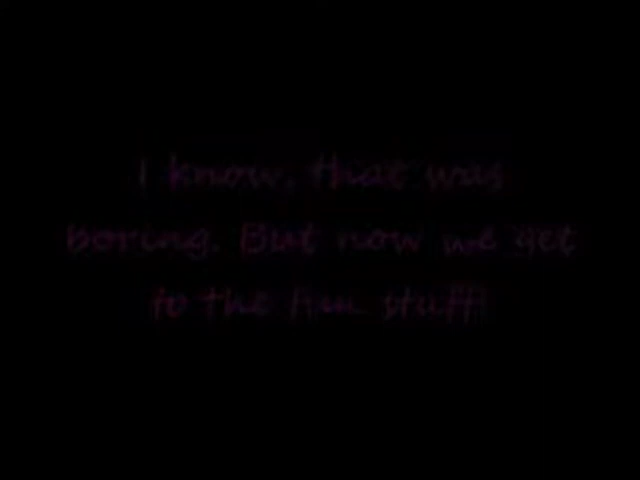 I know, that was
boring. But now we get
to the fun stuff!